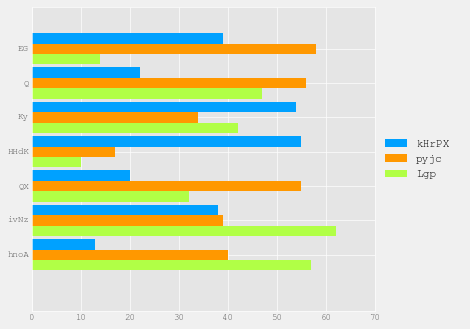 EG
Q
Ky
HHdK
QX
ivNz
hnoA
0 10 20 30 40 50 60 70
kHrPX
pyjc
Lgp